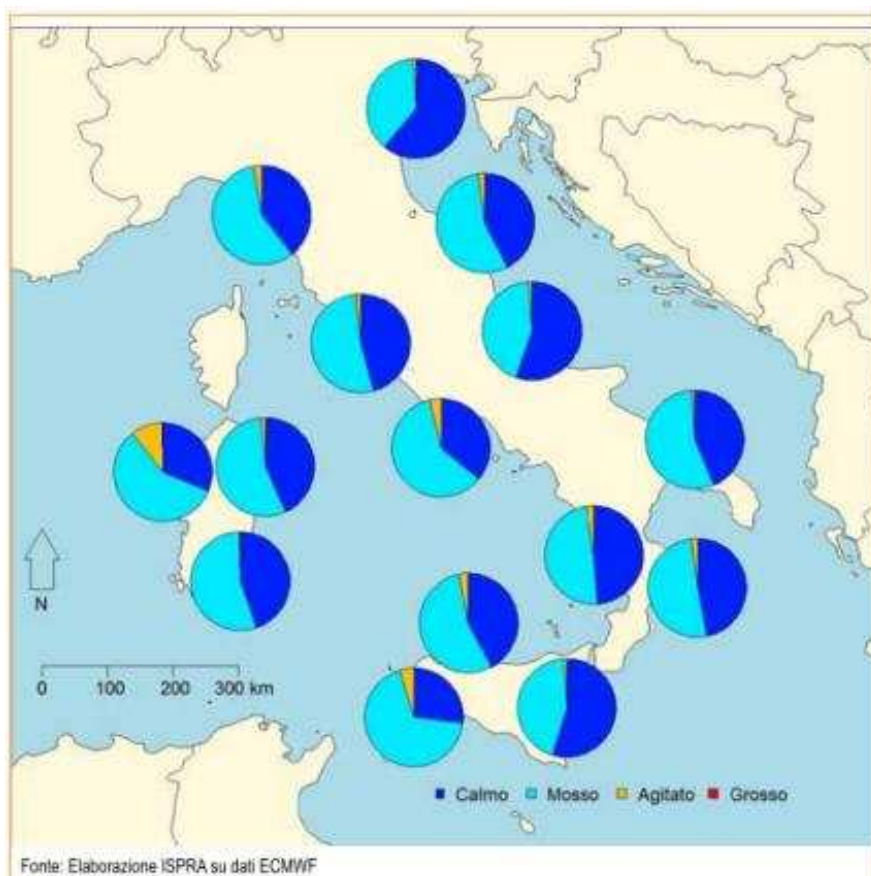 N
0 100 200 300 km
Calmo Mosso Agitato Grosso
Fonte: Elaborazione ISPRA su dati ECMWF